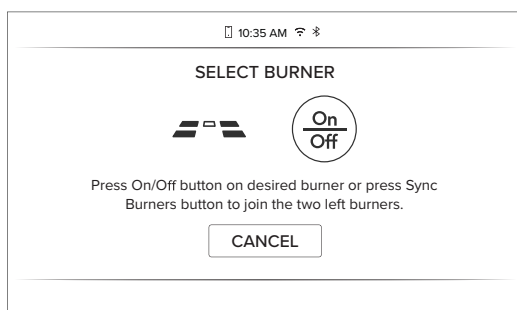 10:35 AM
SELECT BURNER
On
Off
Press On/Off button on desired burner or press Sync
Burners button to join the two left burners.
CANCEL